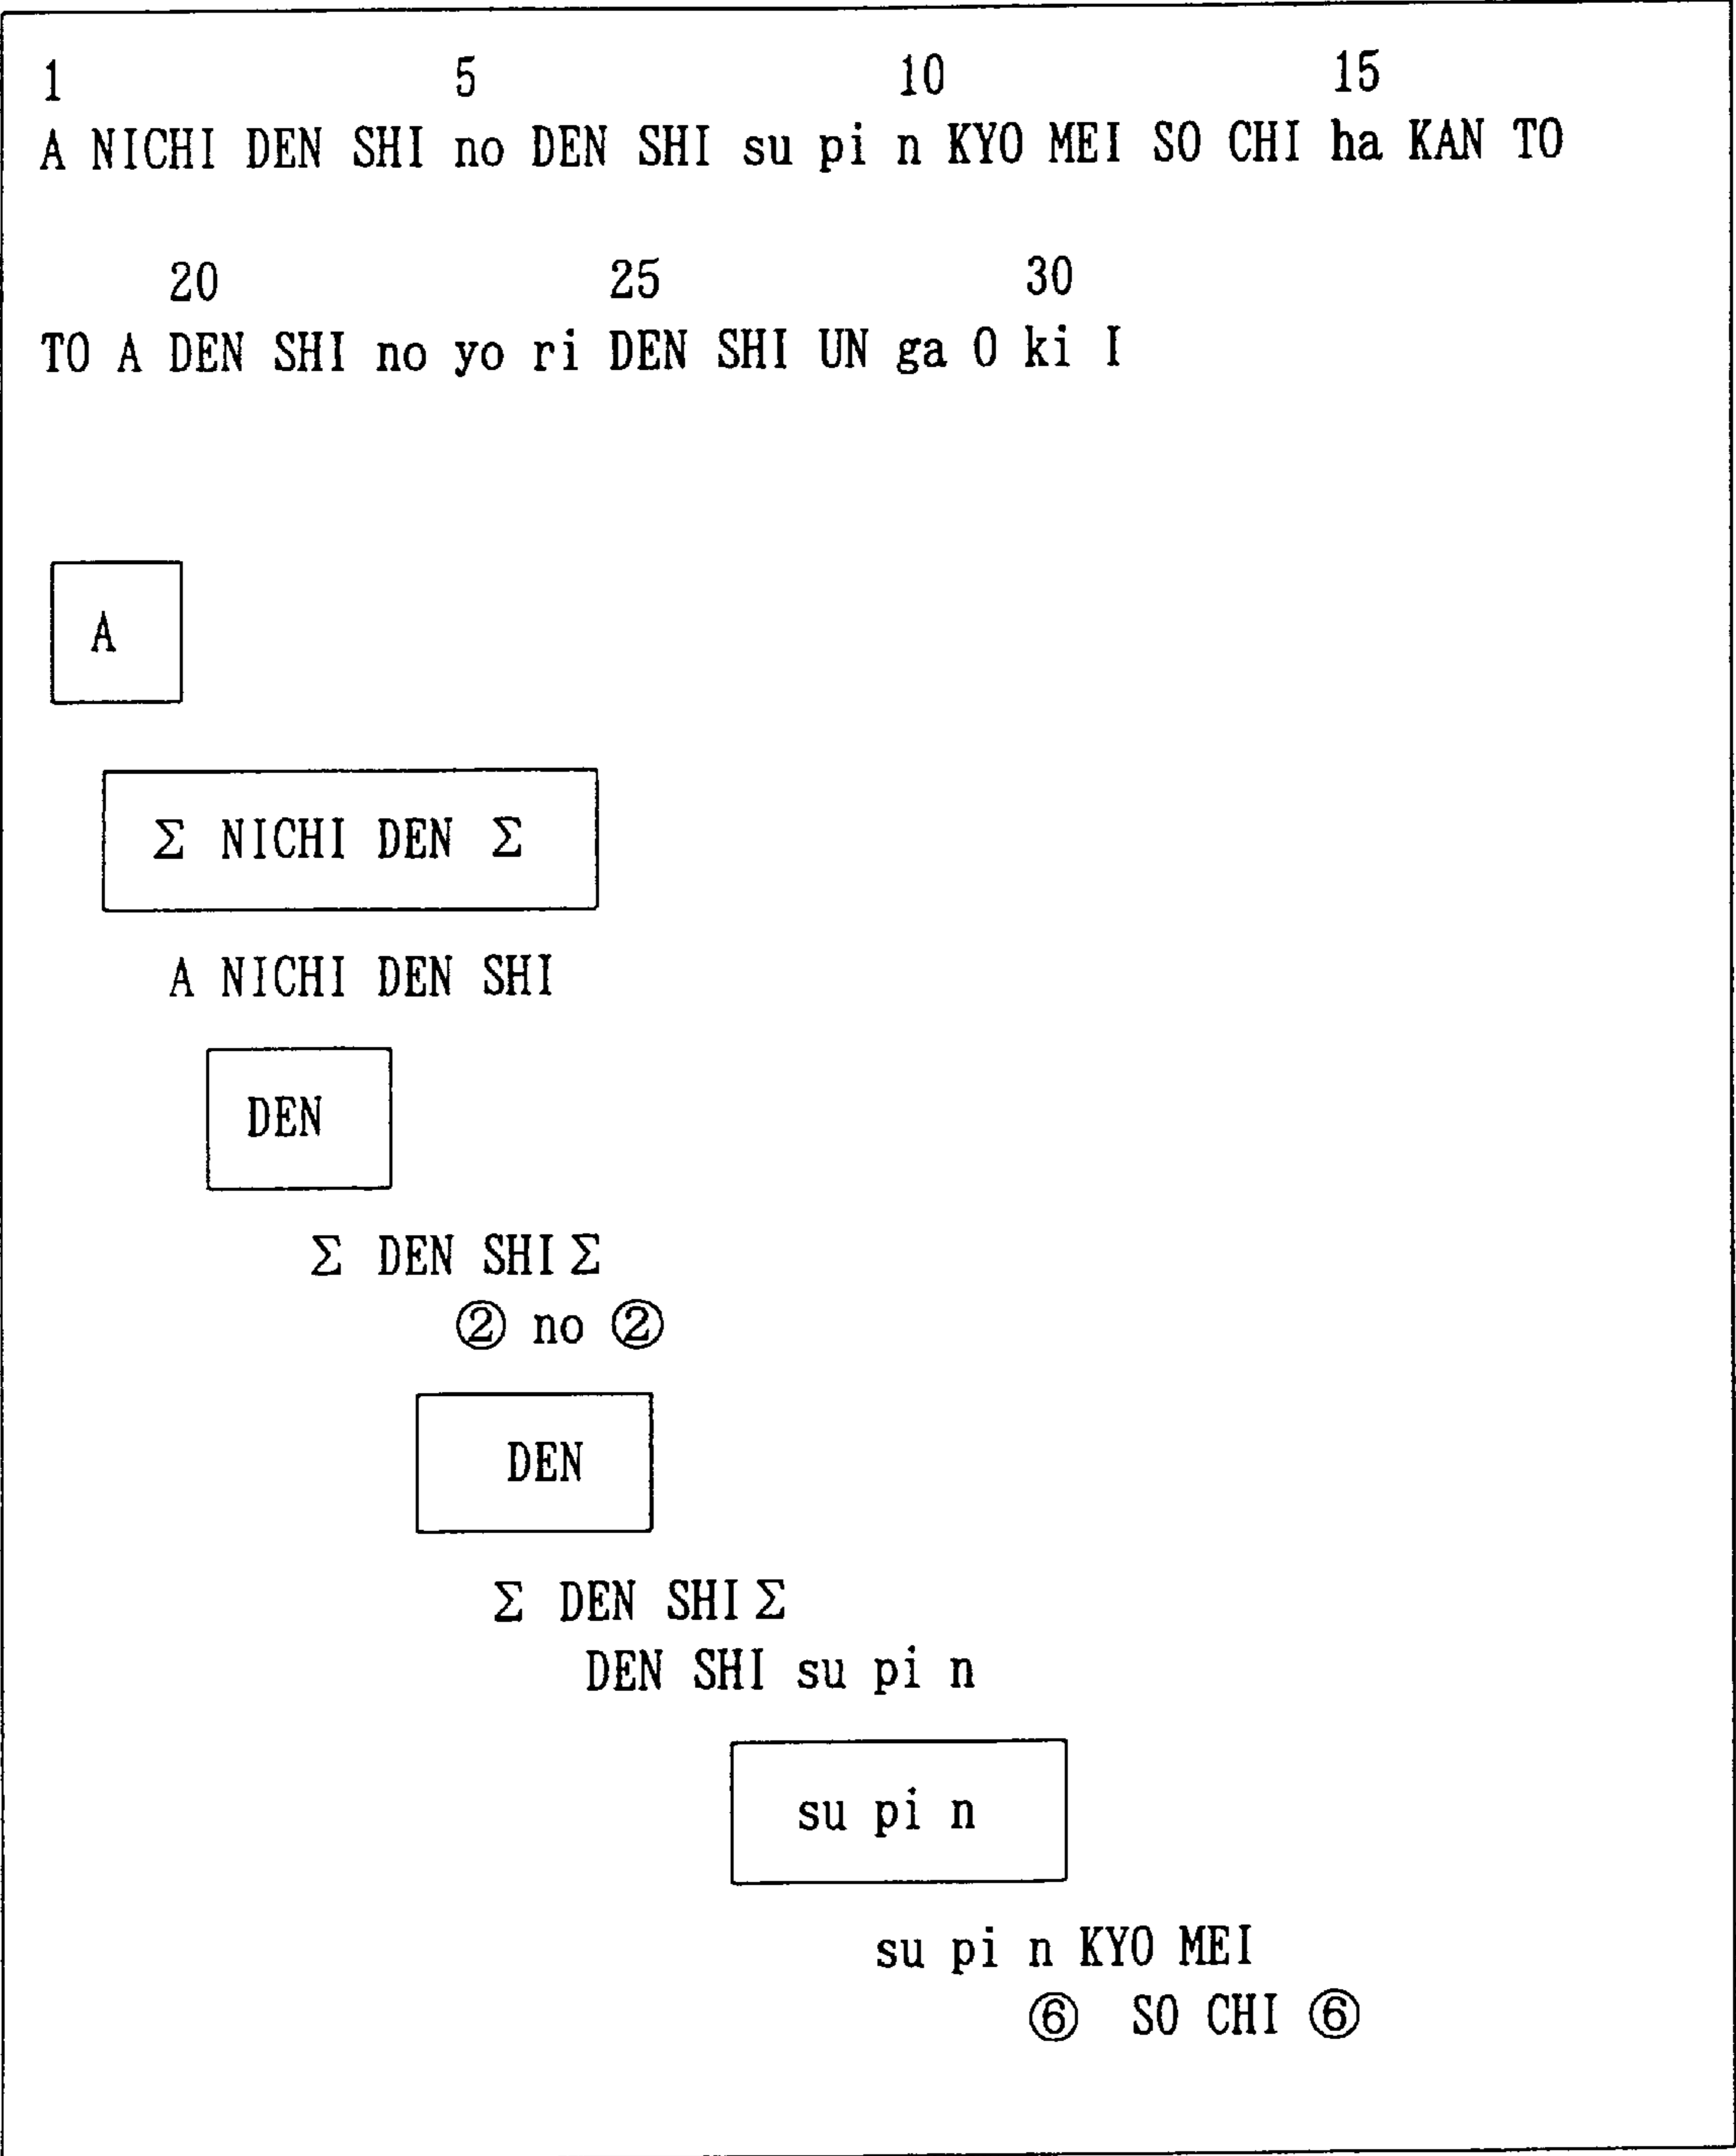 1 5 10 15
A NICHI DEN SHI no DEN SHI su pi n KYO MEI SO CHI ha KAN TO
20 25 30
TO A DEN SHI no yo ri DEN SHI UN ga O ki I
A
Σ NICHI DEN Σ
A NICHI DEN SHI
DEN
Σ DEN SHI Σ
② no ②
DEN
Σ DEN SHI Σ
DEN SHI su pi n
su pi n
su pi n KYO MEI
⑥ SO CHI ⑥